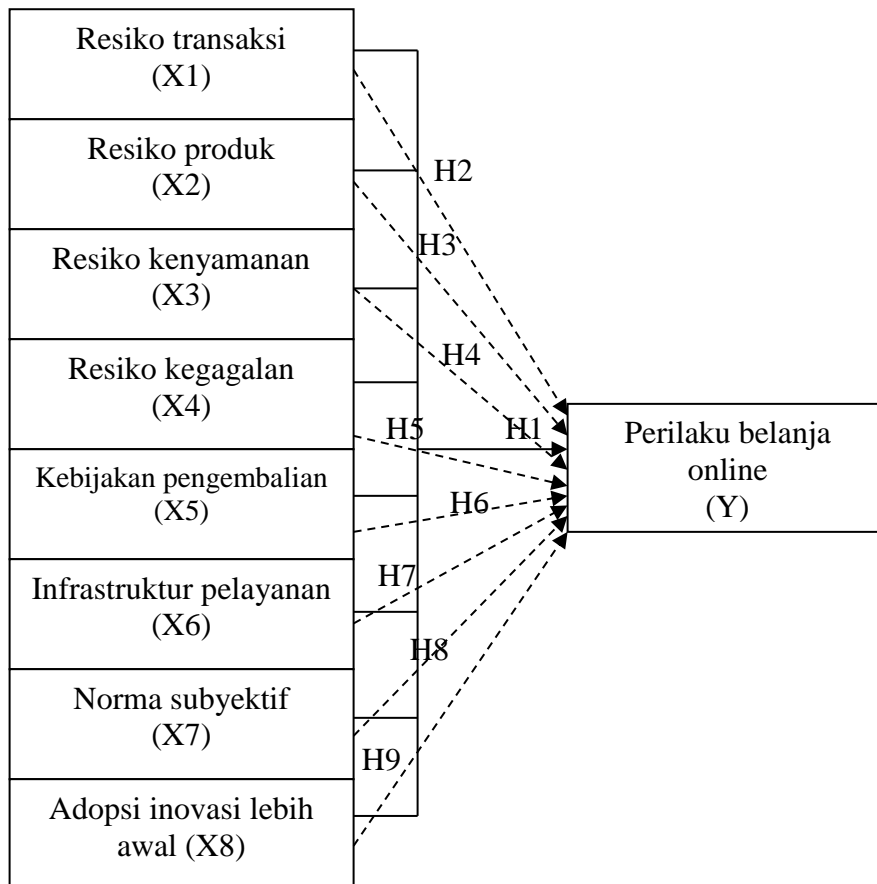 Resiko transaksi
(X1)
Resiko produk
(X2)
Resiko kenyamanan
(X3)
Resiko kegagalan
(X4)
Kebijakan pengembalian
(X5)
Infrastruktur pelayanan
(X6)
Norma subyektif
(X7)
Adopsi inovasi lebih
awal (X8)
H2
H3
H4
H5
H1
H6
H7
H8
H9
Perilaku belanja
online
(Y)